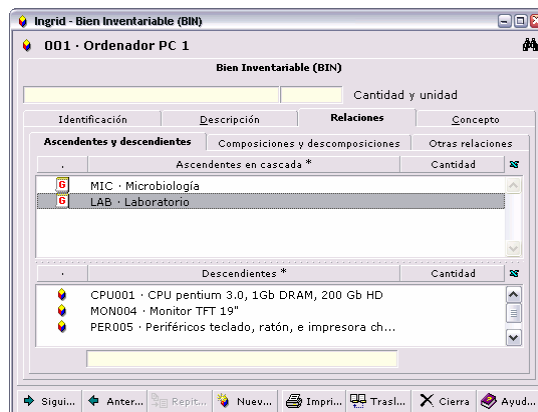 Ingrid - Bien Inventariable (BIN)
001 · Ordenador PC 1
Bien Inventariable (BIN)
Cantidad y unidad
Identificación Descripción Relaciones Concepto
Ascendentes y descendientes Composiciones y descomposiciones Otras relaciones
. Ascendentes en cascada * Cantidad
6 MIC · Microbiología
6 LAB · Laboratorio
. Descendientes * Cantidad
CPU001 · CPU pentium 3.0, 1Gb DRAM, 200 Gb HD
MON004 · Monitor TFT 19"
PER005 · Periféricos teclado, ratón, e impresora ch...
Sigui... Anter... Repit... Nuev... Impri... Trasl... Cierra Ayud...